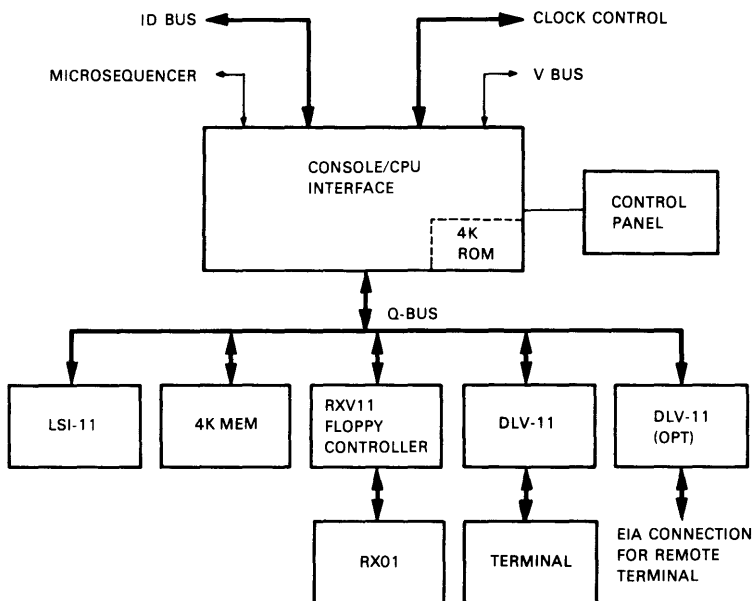 ID BUS
CLOCK CONTROL
MICROSEQUENCER
V BUS
CONSOLE/CPU
INTERFACE
4K
ROM
CONTROL
PANEL
Q-BUS
LSI-11
4K MEM
RXV11
FLOPPY
CONTROLLER
DLV-11
DLV-11
(OPT)
RX01
TERMINAL
EIA CONNECTION
FOR REMOTE
TERMINAL